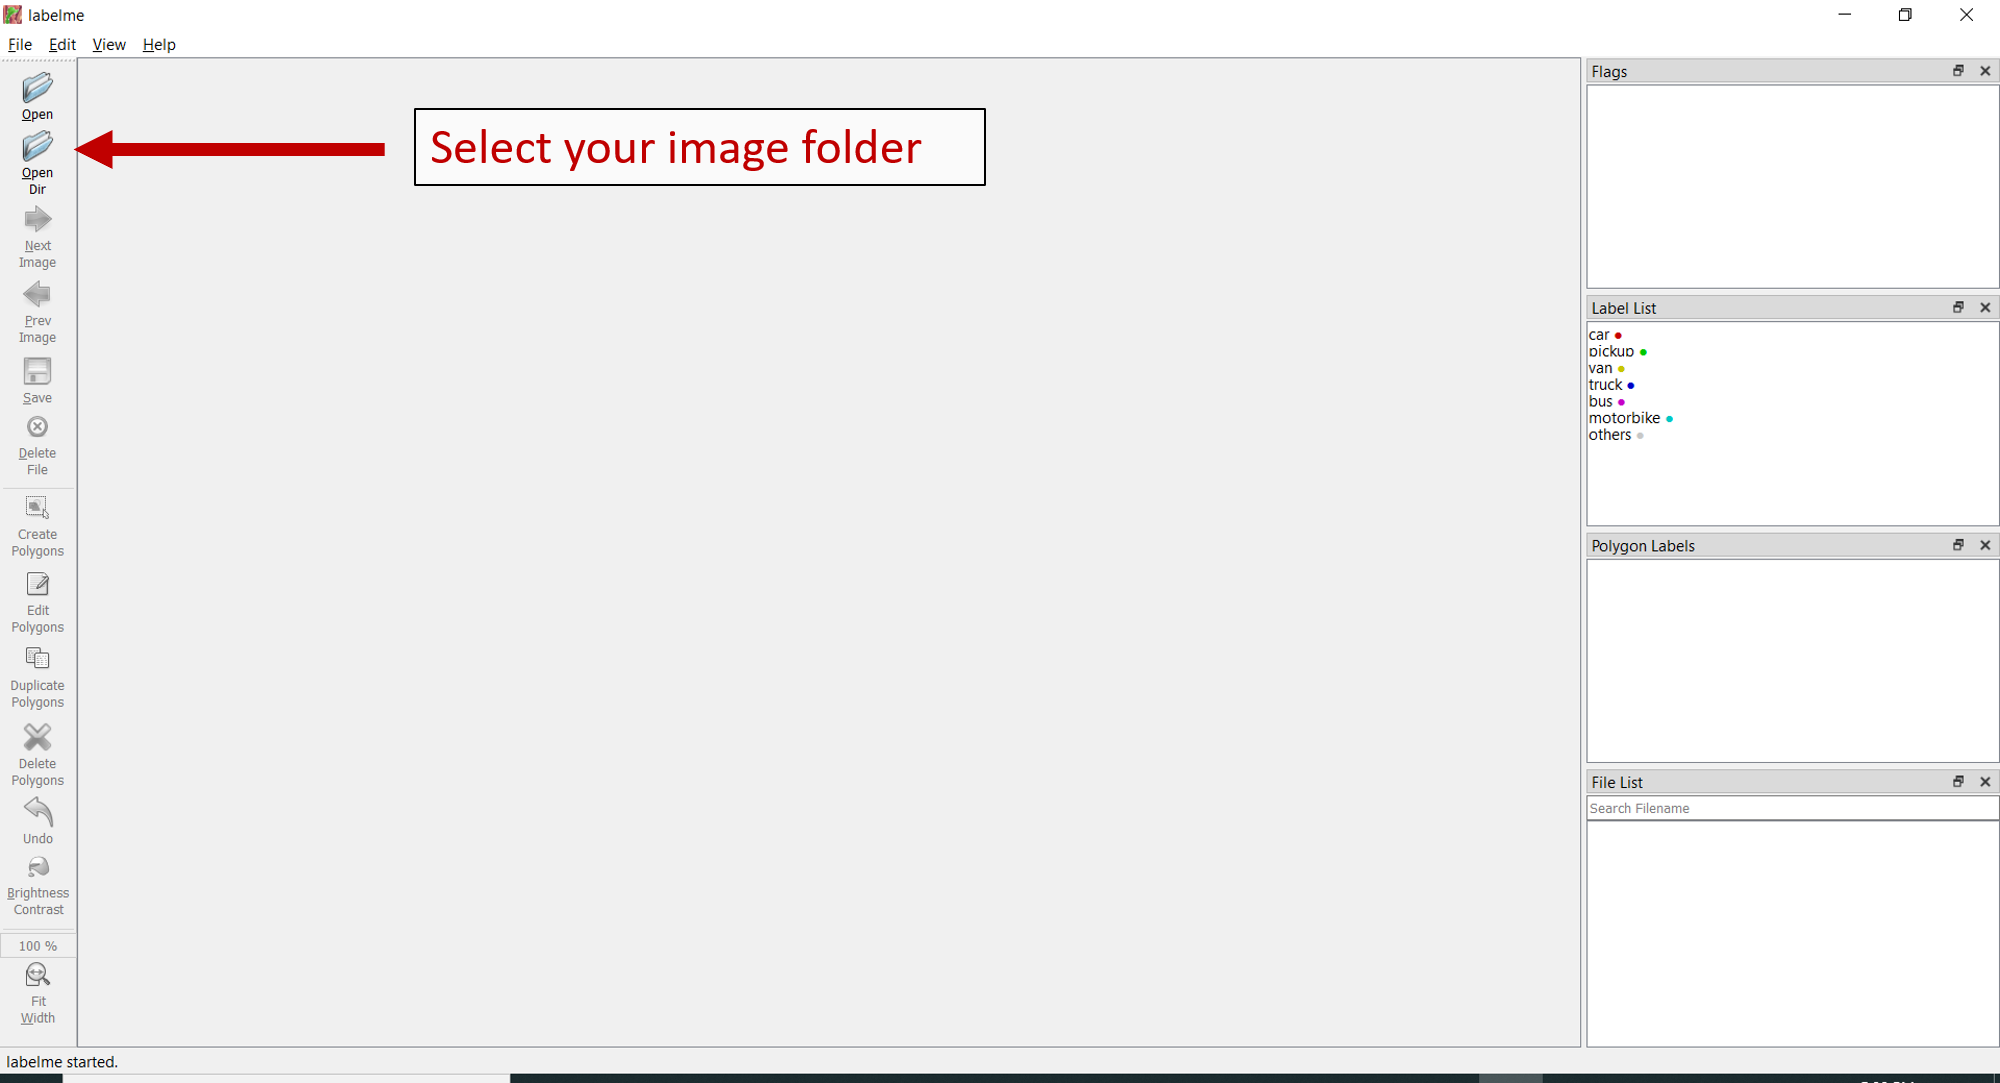 labelme
File Edit View Help
Open
Open
Dir
Next
Image
Prev
Image
Save
Delete
File
Create
Polygons
Edit
Polygons
Duplicate
Polygons
Delete
Polygons
Undo
Brightness
Contrast
100 %
Fit
Width
Select your image folder
Flags
Label List
car
pickup
van
truck
bus
motorbike
others
Polygon Labels
File List
Search Filename
labelme started.